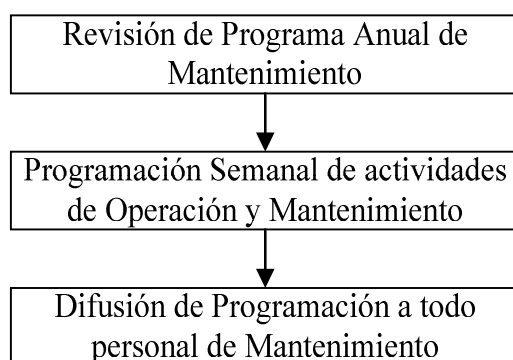 Revisión de Programa Anual de
Mantenimiento
Programación Semanal de actividades
de Operación y Mantenimiento
Difusión de Programación a todo
personal de Mantenimiento